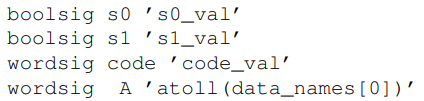 boolsig s0 ’s0_val’
boolsig s1 ’s1_val’
wordsig code ’code_val’
wordsig  A ’atoll(data_names[0])’